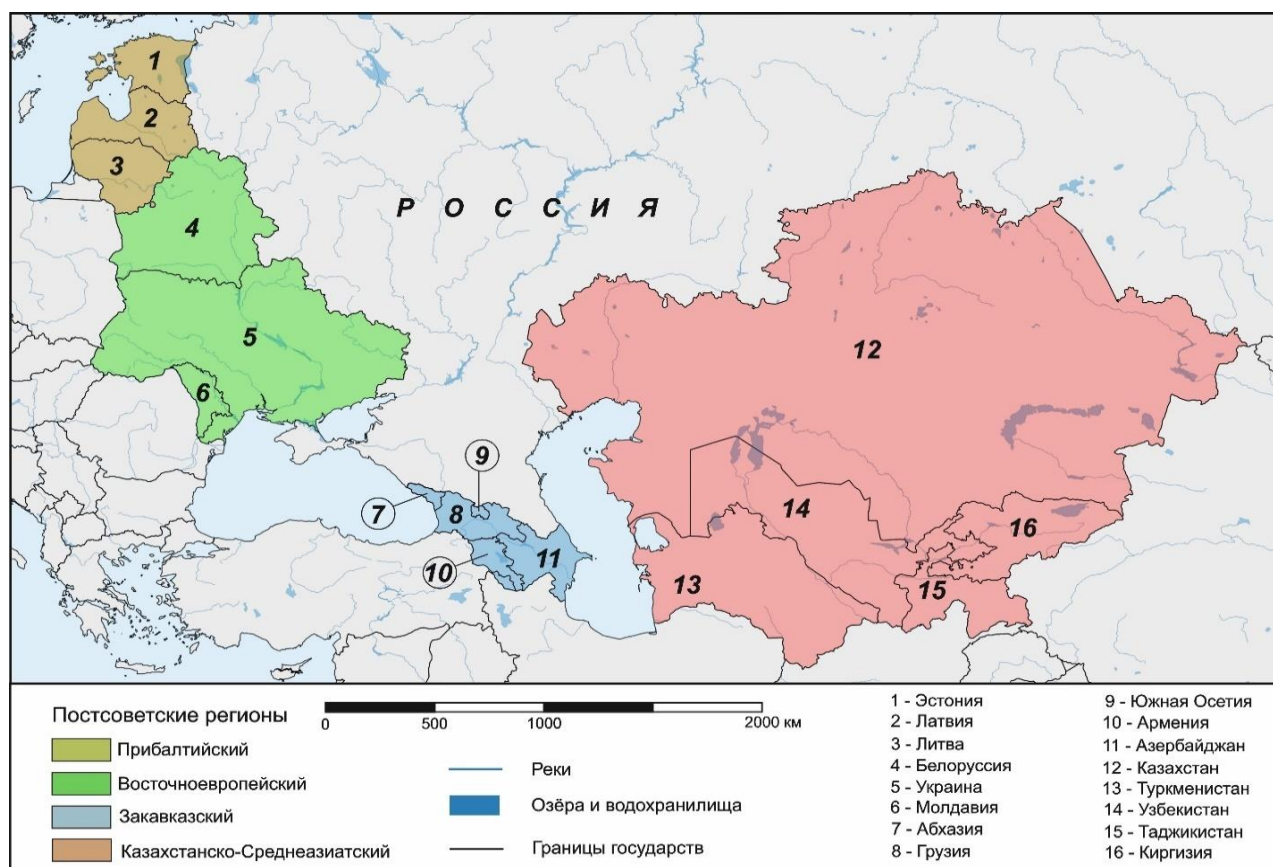 1
2
3
Р О С С И Я
4
5
12
6
9
7
8
14
16
10
11
13
15
Постсоветские регионы
Прибалтийский
Восточноевропейский
Закавказский
Казахстанско-Среднеазиатский
0 500 1000 2000 км
Реки
Озёра и водохранилища
Границы государств
1 - Эстония
2 - Латвия
3 - Литва
4 - Белоруссия
5 - Украина
6 - Молдавия
7 - Абхазия
8 - Грузия
9 - Южная Осетия
10 - Армения
11 - Азербайджан
12 - Казахстан
13 - Туркменистан
14 - Узбекистан
15 - Таджикистан
16 - Киргизия